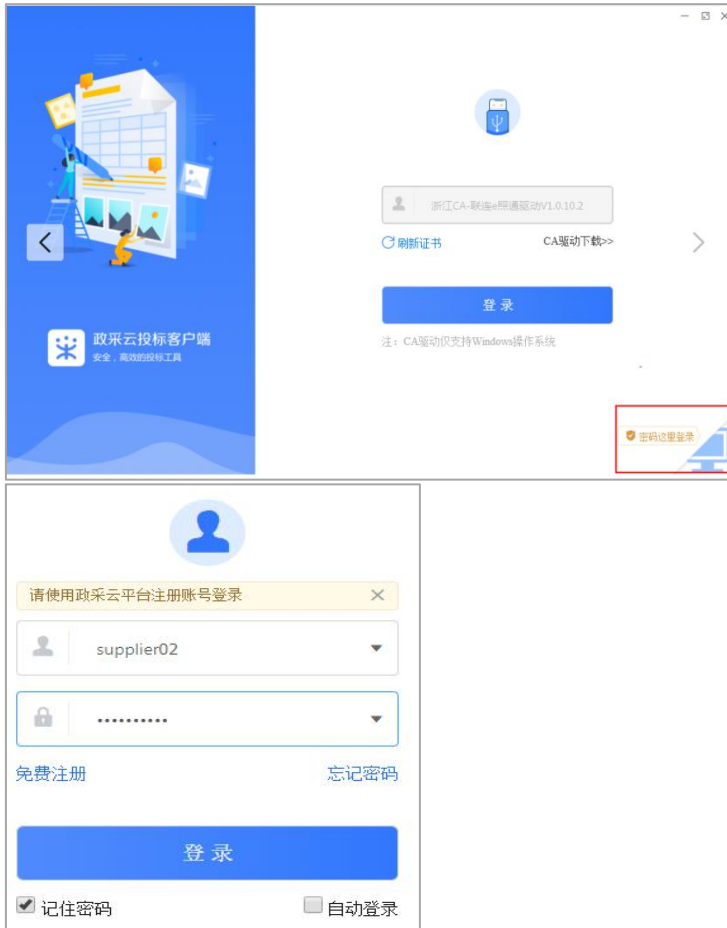 浙江CA-联连e照通驱动V1.0.10.2
刷新证书
CA驱动下载>>
登 录
注：CA驱动仅支持Windows操作系统
政采云投标客户端
安全，高效的投标工具
密码这里登录
请使用政采云平台注册账号登录
supplier02
••••••••••
免费注册
忘记密码
登 录
记住密码
自动登录